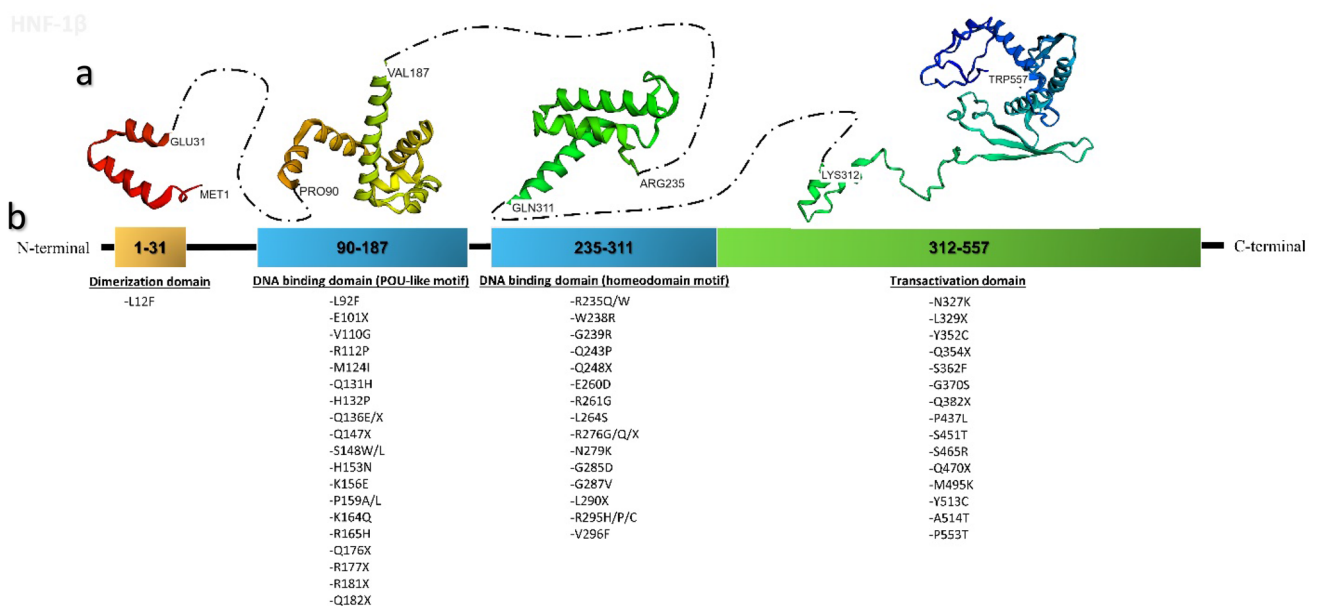 HNF-1β
a
GLU31
MET1
VAL187
PRO90
ARG235
GLN311
TRP557
LYS312
b
N-terminal
1-31
90-187
235-311
312-557
C-terminal
Dimerization domain
-L12F
DNA binding domain (POU-like motif)
-L92F
-E101X
-V110G
-R112P
-M124I
-Q131H
-H132P
-Q136E/X
-Q147X
-S148W/L
-H153N
-K156E
-P159A/L
-K164Q
-R165H
-Q176X
-R177X
-R181X
-Q182X
DNA binding domain (homeodomain motif)
-R235Q/W
-W238R
-G239R
-Q243P
-Q248X
-E260D
-R261G
-L264S
-R276G/Q/X
-N279K
-G285D
-G287V
-L290X
-R295H/P/C
-V296F
Transactivation domain
-N327K
-L329X
-Y352C
-Q354X
-S362F
-G370S
-Q382X
-P437L
-S451T
-S465R
-Q470X
-M495K
-Y513C
-A514T
-P553T